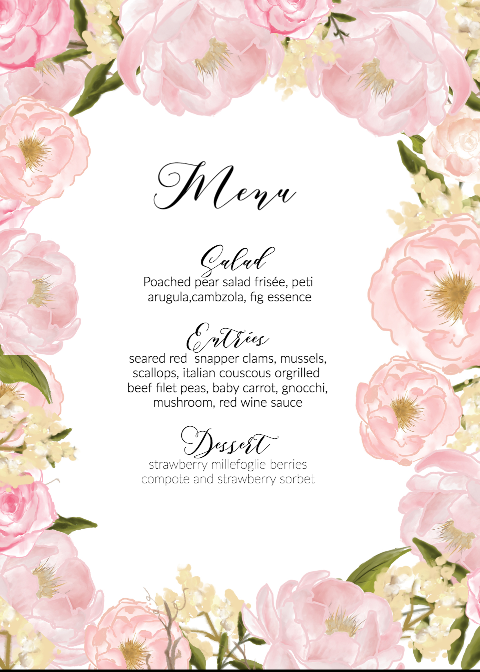 Menu
Salad
Poached pear salad frisée, peti
arugula,cambzola, fig essence
Entrées
seared red snapper clams, mussels,
scallops, italian couscous orgrilled
beef filet peas, baby carrot, gnocchi,
mushroom, red wine sauce
Dessert
strawberry millefoglie berries
compote and strawberry sorbet